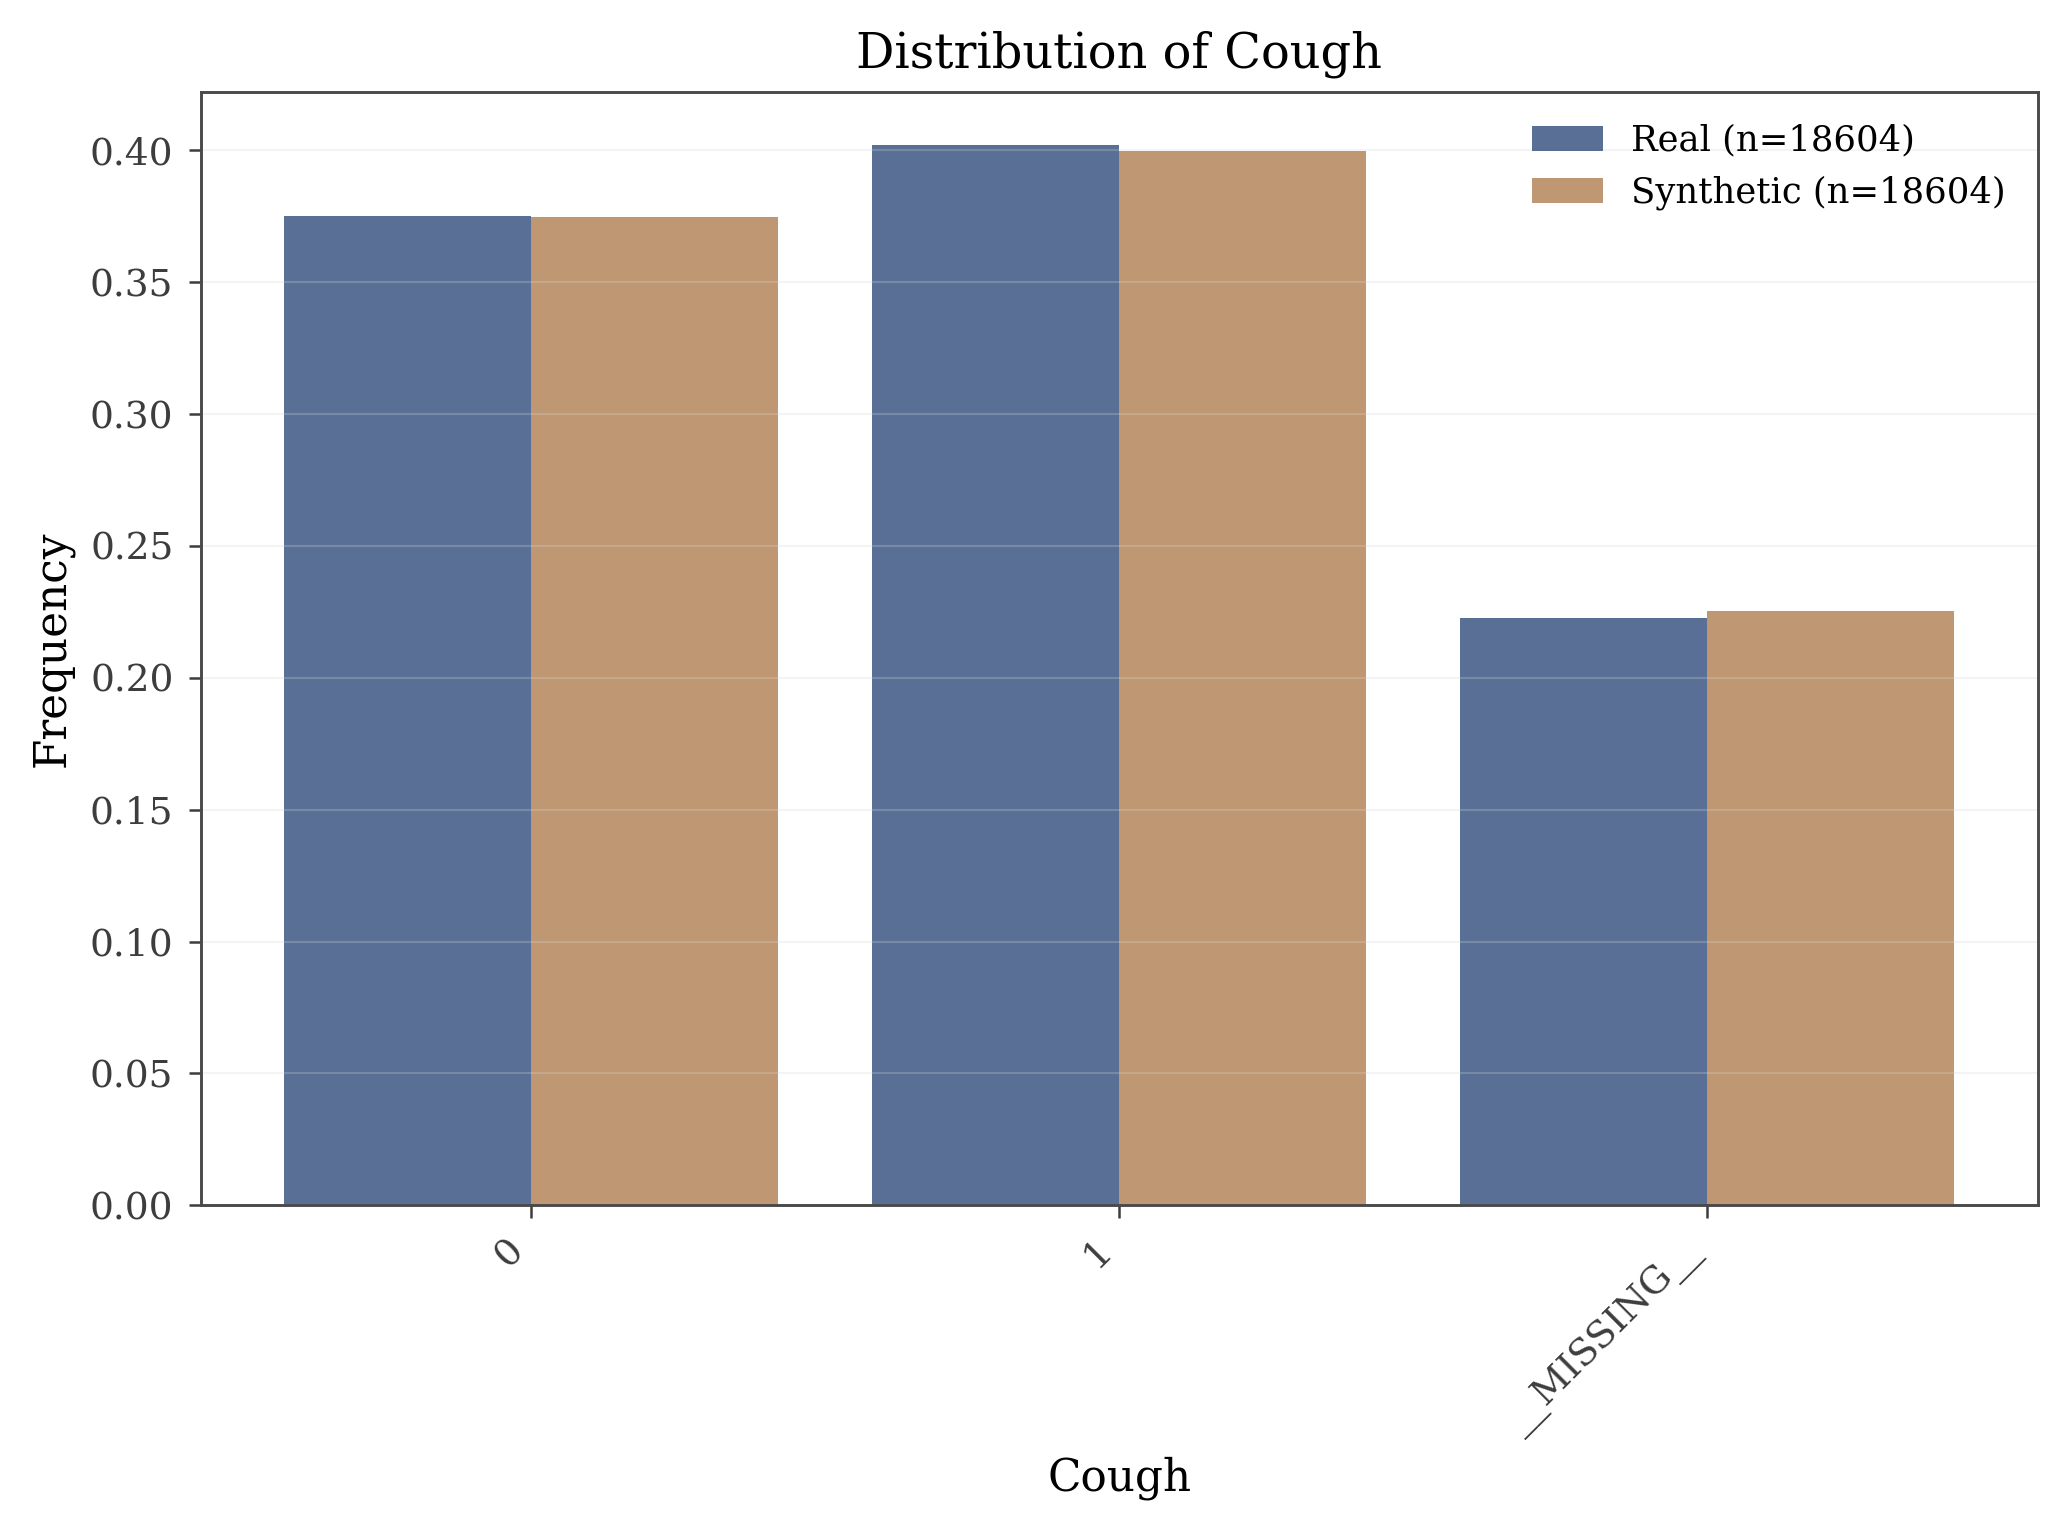 Distribution of Cough
Real (n=18604)
Synthetic (n=18604)
Frequency
0.40
0.35
0.30
0.25
0.20
0.15
0.10
0.05
0.00
0
1
__MISSING__
Cough